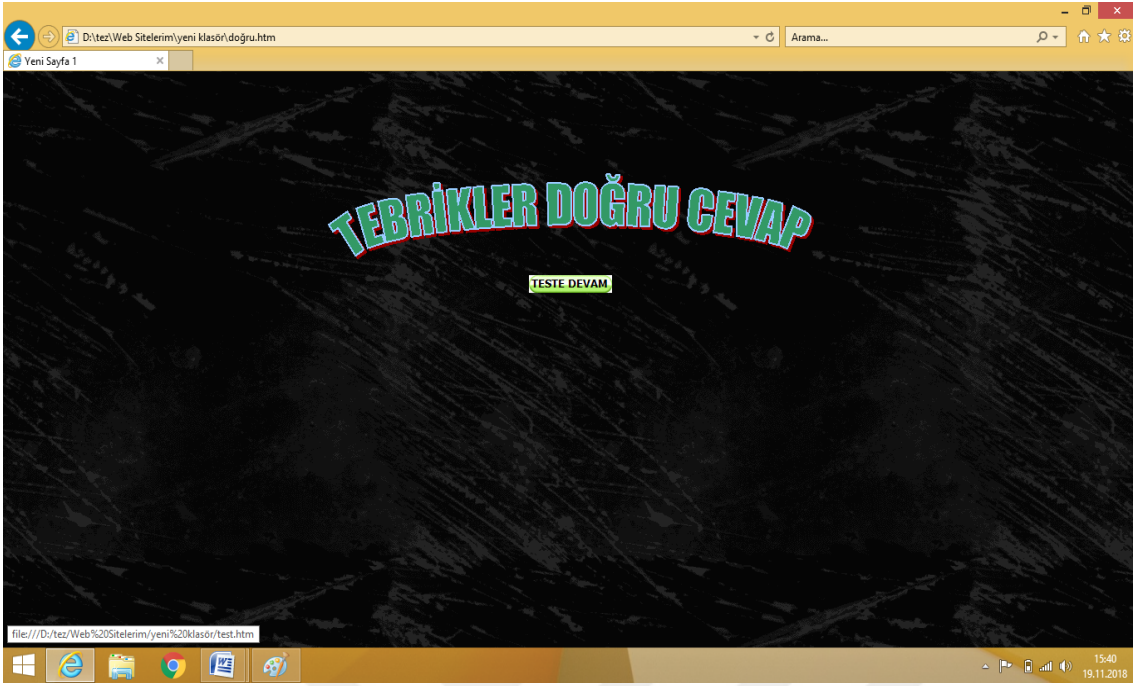 D:\tez\Web Sitelerim\yeni klasör\doğru.htm
Arama...
Yeni Sayfa 1
TEBRİKLER DOĞRU CEVAP
TESTE DEVAM
file:///D:/tez/Web%20Sitelerim/yeni%20klasör/test.htm
15:40
19.11.2018